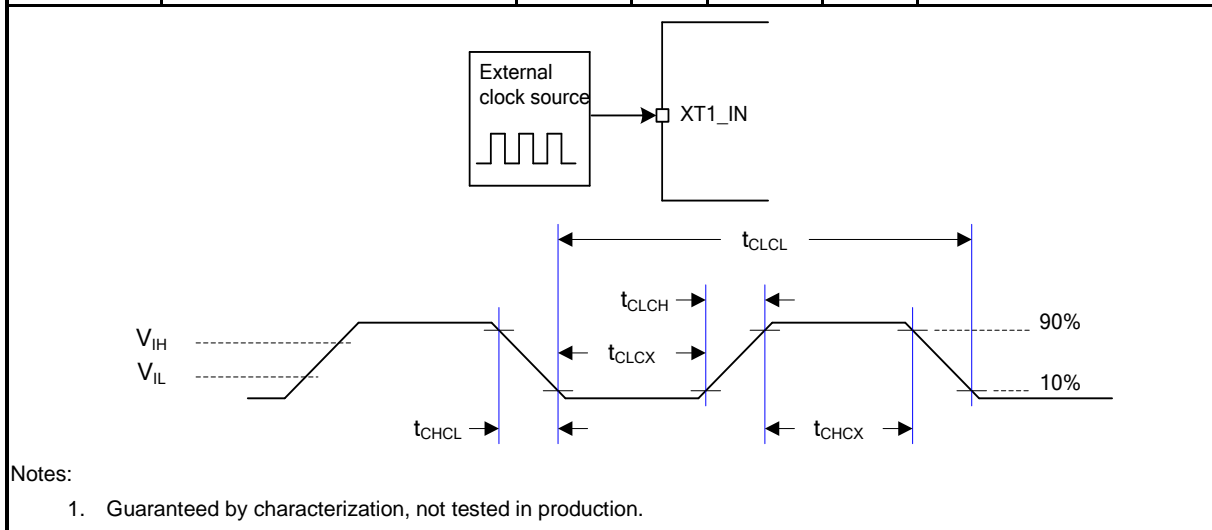 External
clock source
XT1_IN
tCLCL
tCLCH
90%
VIH
tCLCX
VIL
10%
tCHCL
tCHCX
Notes:
1. Guaranteed by characterization, not tested in production.